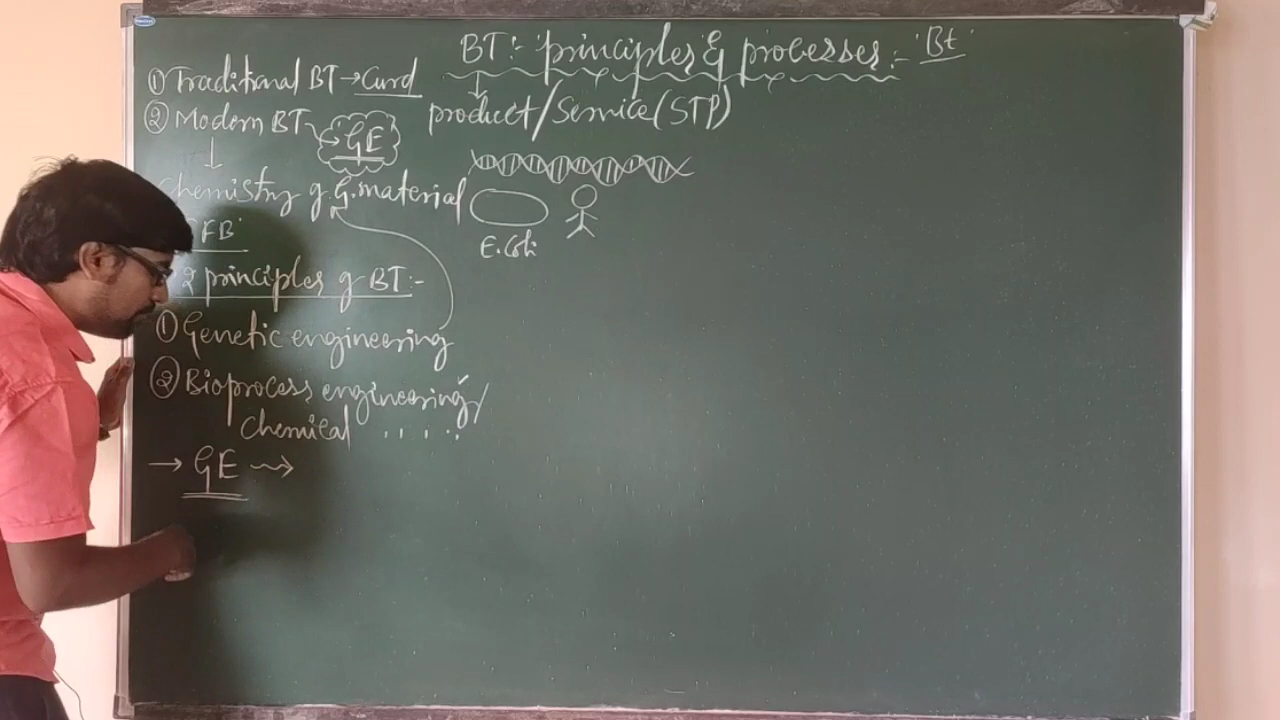 BT:- principles & processes:- 'Bt'
product/Service (STP)
① Traditional BT → Curd
② Modern BT → GE
Chemistry of G. material
EFB
E. Coli
2 principles of BT:-
① Genetic engineering
② Bioprocess engineering/
Chemical " " "
→ GE